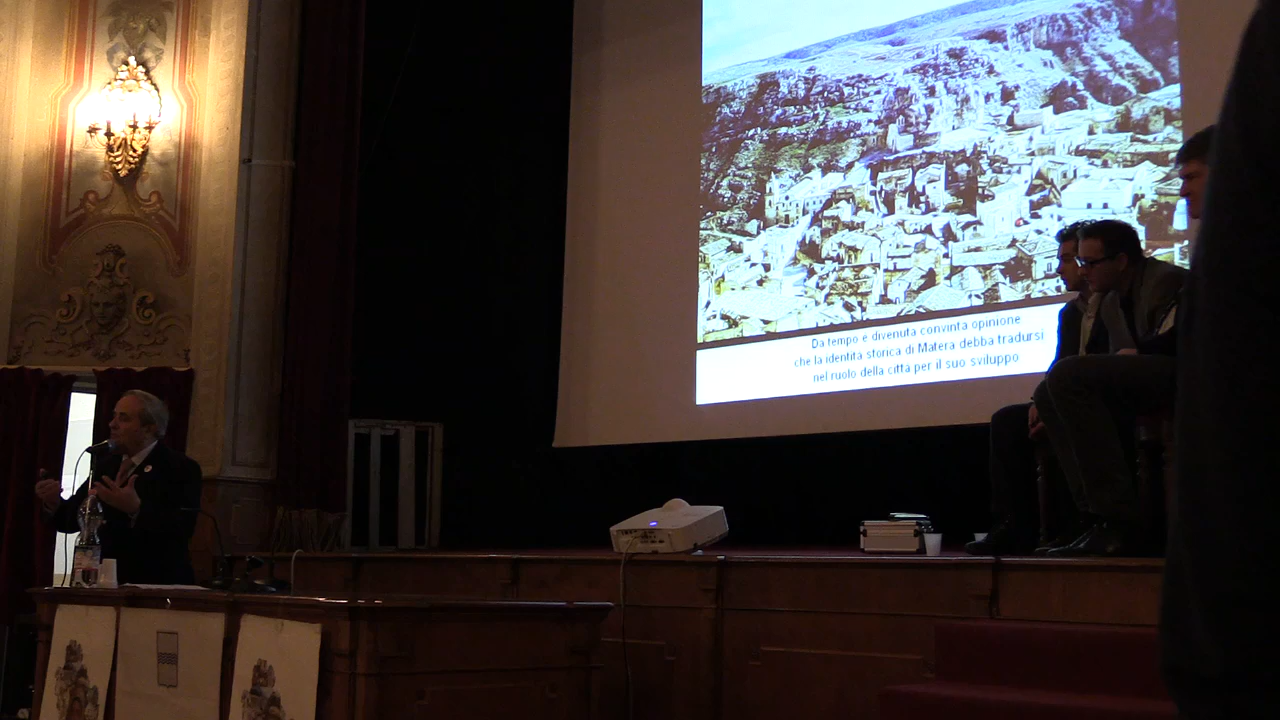 Da tempo è divenuta convinta opinione
che la identità storica di Matera debba tradursi
nel ruolo della città per il suo sviluppo